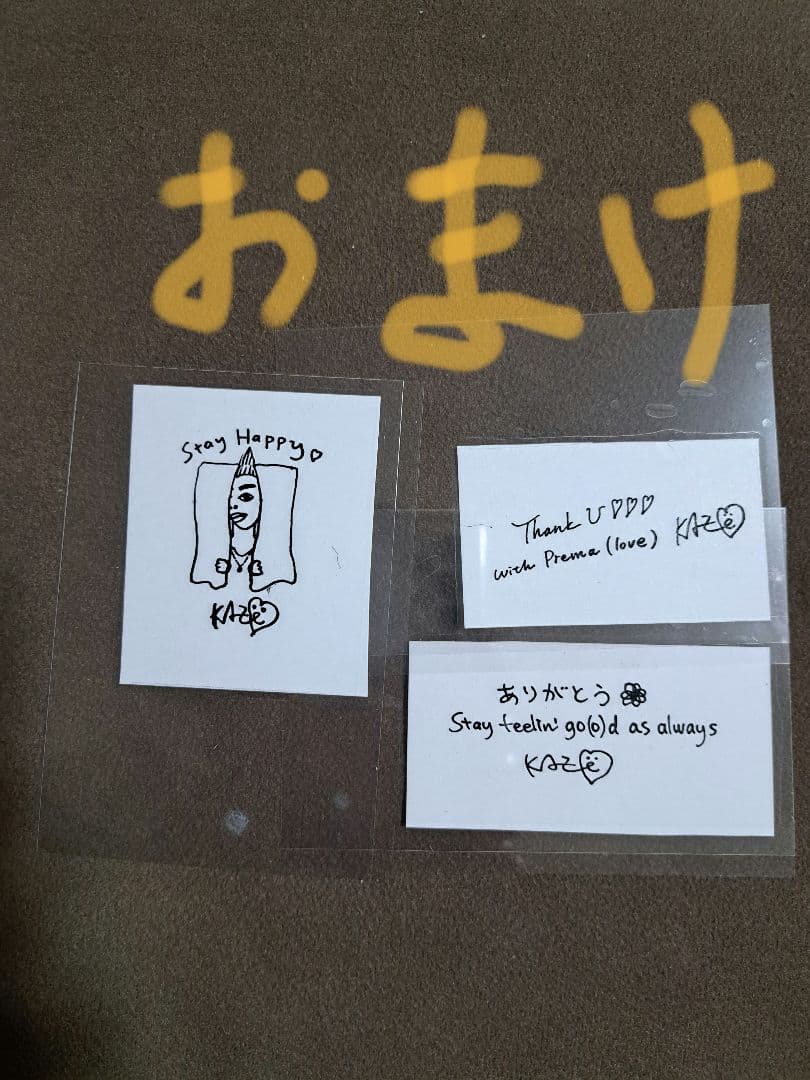 おまけ
Stay Happy♡
KAZE
Thank U♡♡♡
with Prema (love) KAZE
ありがとう
Stay feelin' go(o)d as always
KAZE